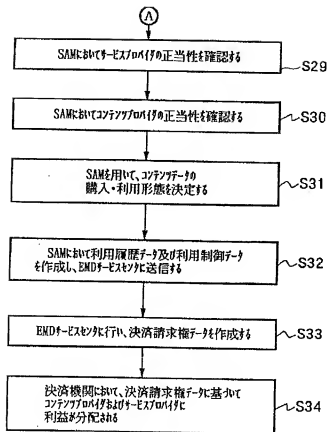 A
SAMにおいてサービスプロバイダの正当性を確認する
S29
SAMにおいてコンテンツプロバイダの正当性を確認する
S30
SAMを用いて、コンテンツデータの
購入・利用形態を決定する
S31
SAMにおいて利用履歴データ及び利用制御データ
を作成し、EMDサービスセンタに送信する
S32
EMDサービスセンタに行い、決済請求権データを作成する
S33
決済機関において、決済請求権データに基づいて
コンテンツプロバイダおよびサービスプロバイダに
利益が分配される
S34